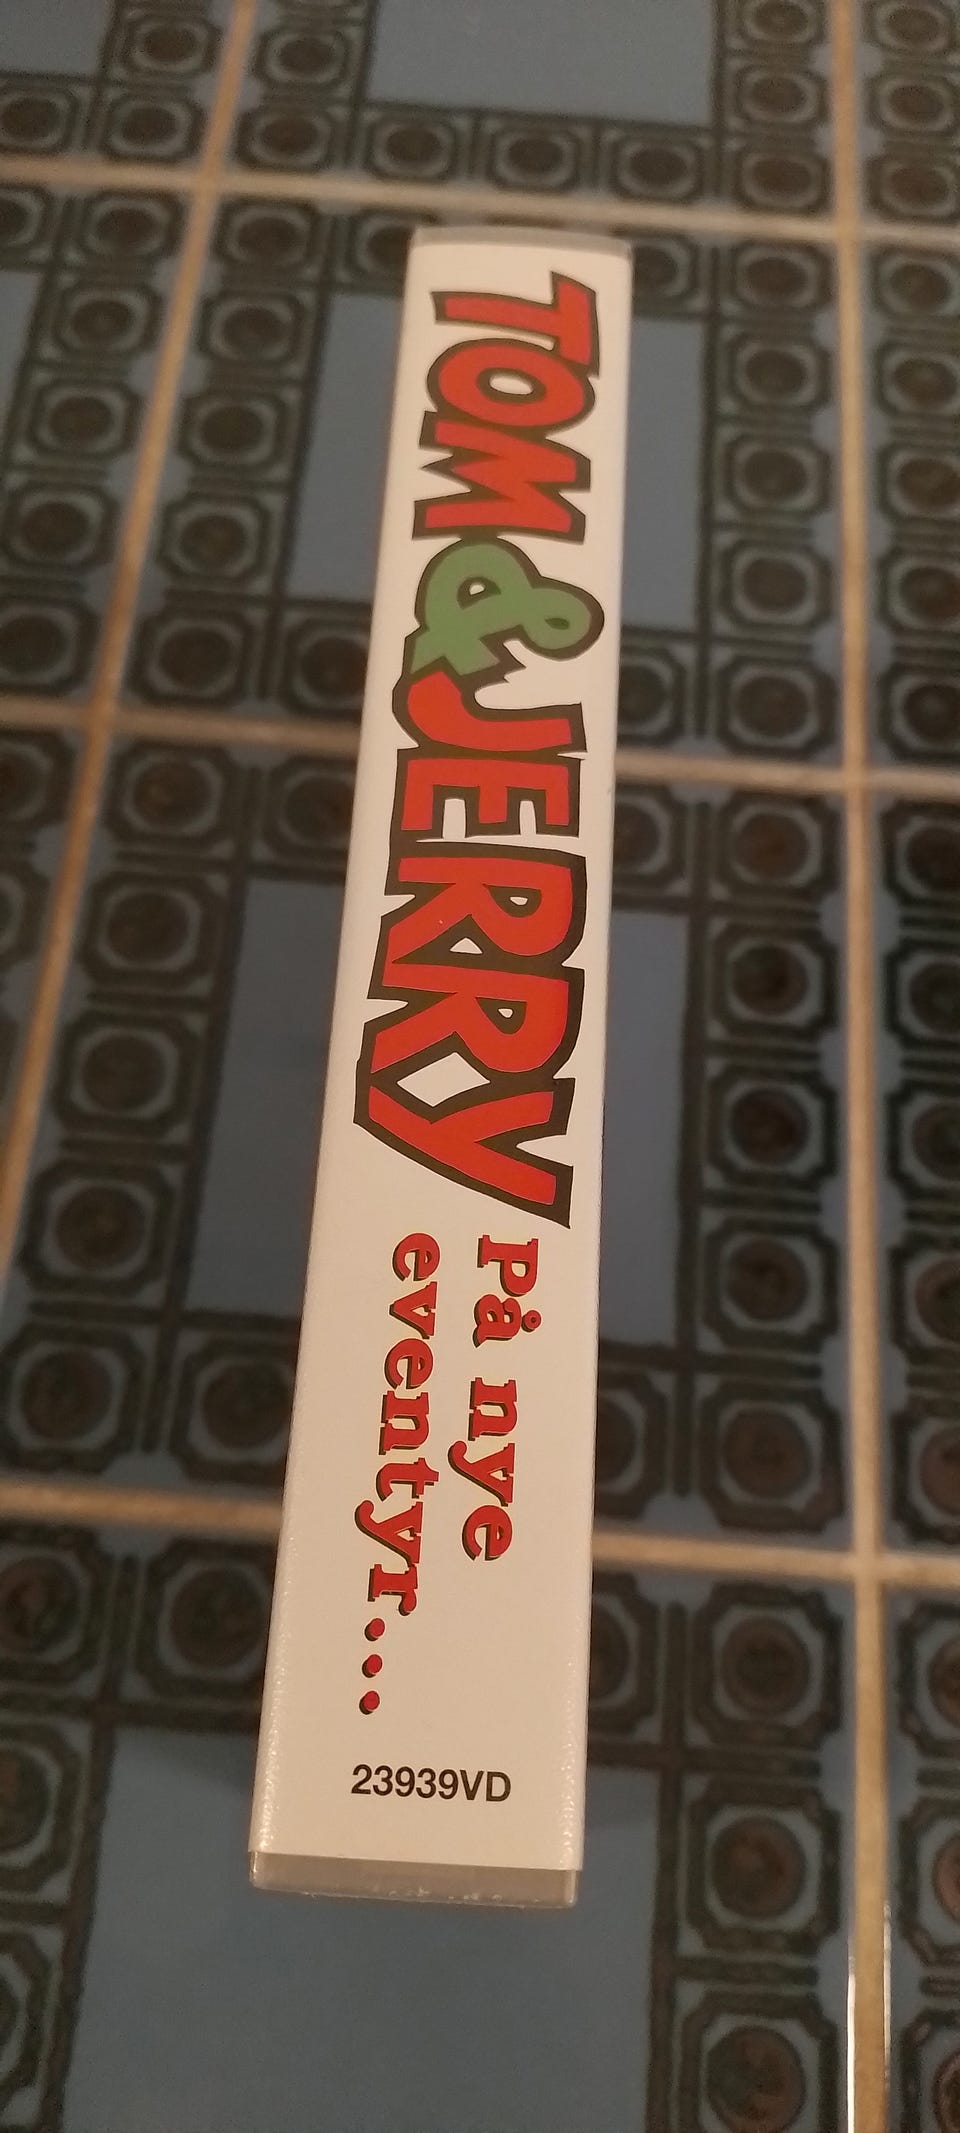 TOM & JERRY
På nye
eventyr...
23939VD